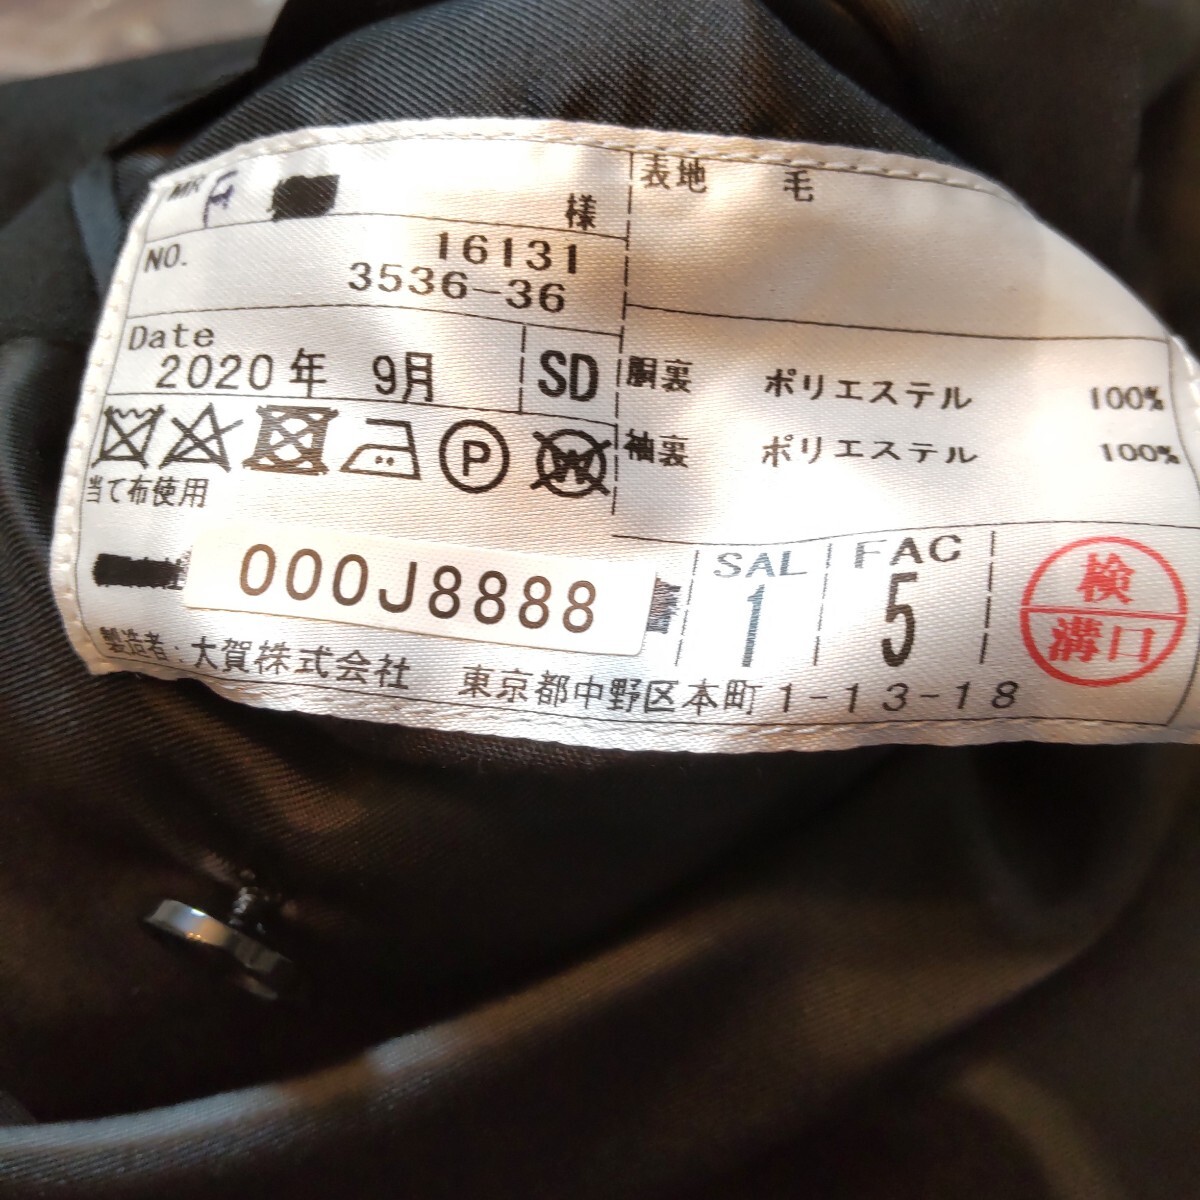 MR
様
NO. 16131
3536-36
Date
2020年 9月
SD
表地 毛
胴裏 ポリエステル 100%
袖裏 ポリエステル 100%
P
W
当て布使用
000J8888
SAL
1
FAC
5
検
溝口
製造者:大賀株式会社 東京都中野区本町1-13-18